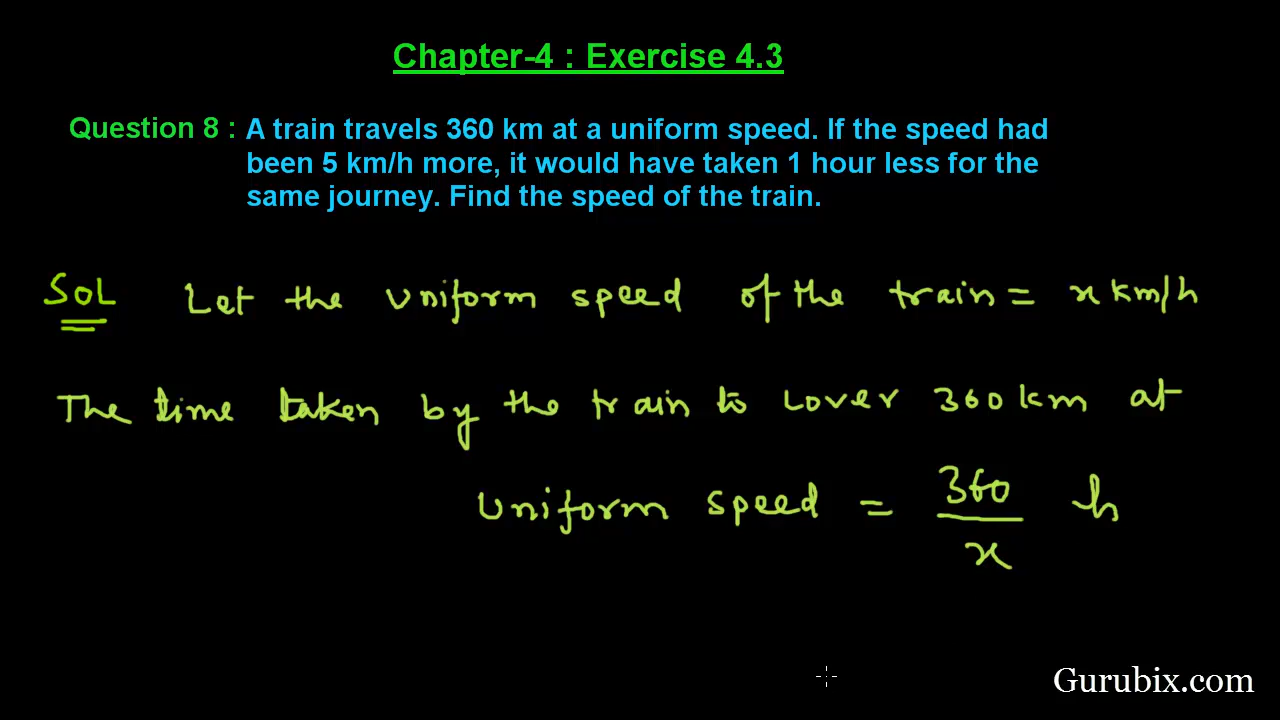 Chapter-4 : Exercise 4.3
Question 8 : A train travels 360 km at a uniform speed. If the speed had
been 5 km/h more, it would have taken 1 hour less for the
same journey. Find the speed of the train.
SoL Let the uniform speed of the train = x km/h
The time taken by the train to cover 360 km at
uniform speed = 360/x h
Gurubix.com